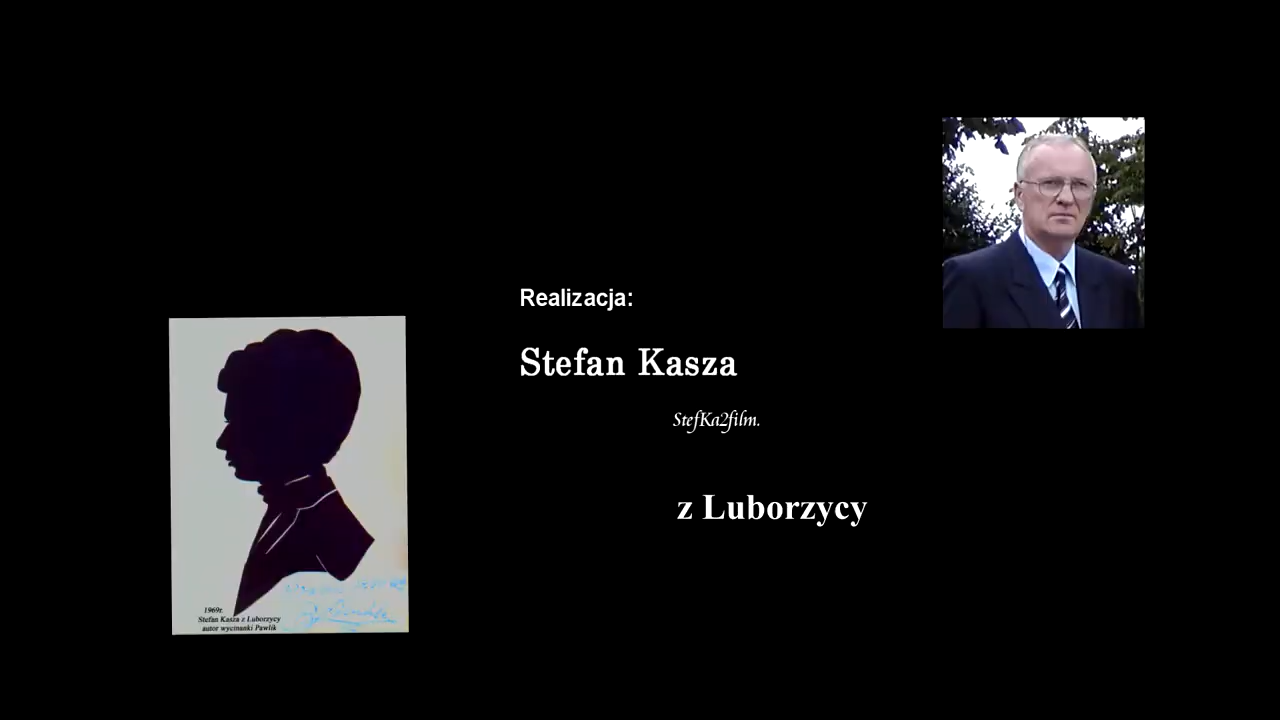 Realizacja:
Stefan Kasza
StefKa2film.
z Luborzycy
1969r.
Stefan Kasza z Luborzycy
autor wycinanki Pawlik